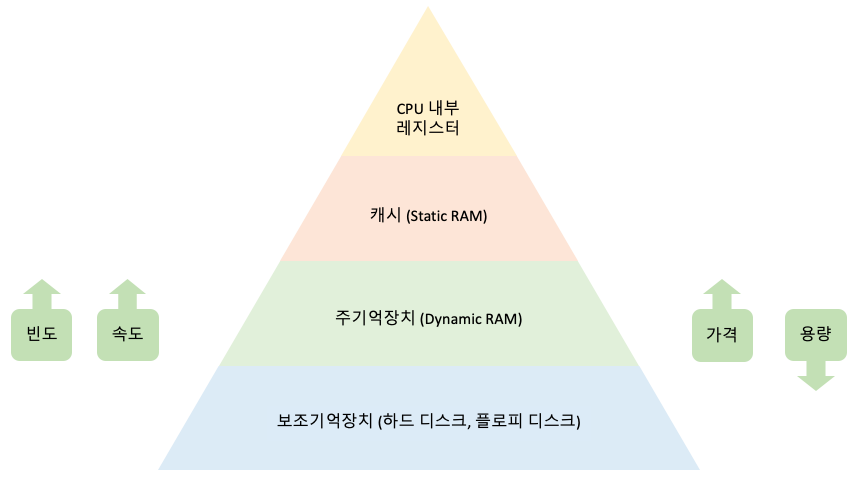 CPU 내부
레지스터
캐시 (Static RAM)
주기억장치 (Dynamic RAM)
보조기억장치 (하드 디스크, 플로피 디스크)
빈도
속도
가격
용량